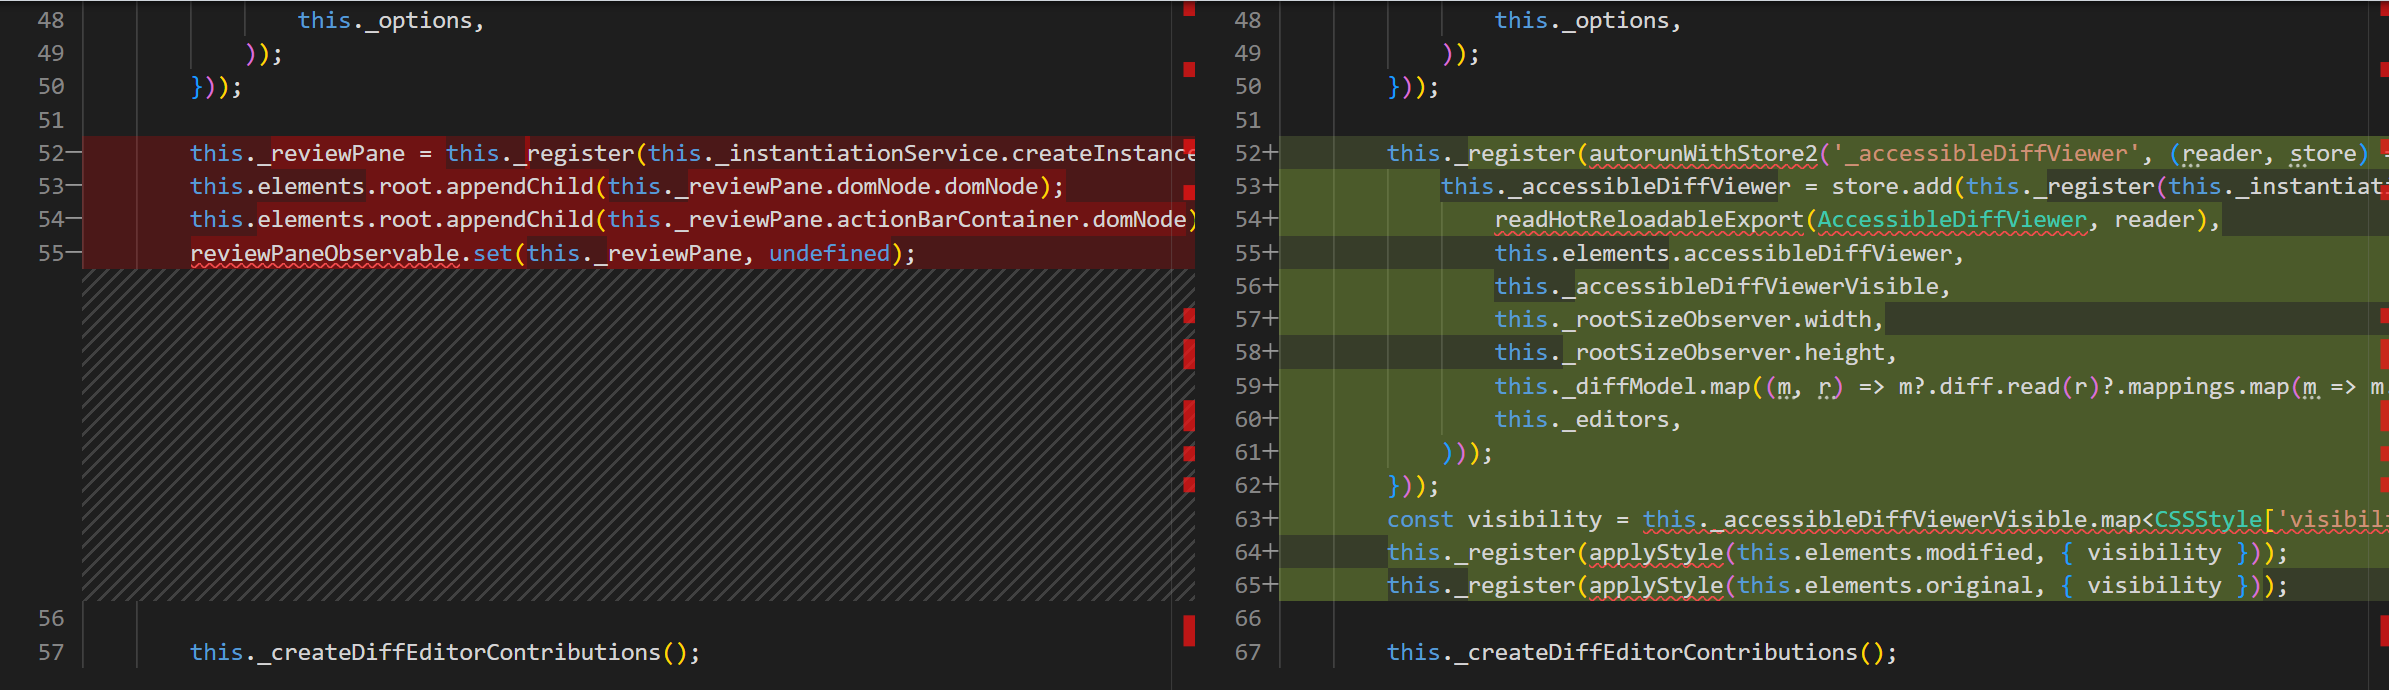 48 this._options,
49 ));
50 }));
51
52— this._reviewPane = this._register(this._instantiationService.createInstance
53— this.elements.root.appendChild(this._reviewPane.domNode.domNode);
54— this.elements.root.appendChild(this._reviewPane.actionBarContainer.domNode)
55— reviewPaneObservable.set(this._reviewPane, undefined);
56
57 this._createDiffEditorContributions();
48 this._options,
49 ));
50 }));
51
52+ this._register(autorunWithStore2('_accessibleDiffViewer', (reader, store) =
53+ this._accessibleDiffViewer = store.add(this._register(this._instantiat
54+ readHotReloadableExport(AccessibleDiffViewer, reader),
55+ this.elements.accessibleDiffViewer,
56+ this._accessibleDiffViewerVisible,
57+ this._rootSizeObserver.width,
58+ this._rootSizeObserver.height,
59+ this._diffModel.map((m, r) => m?.diff.read(r)?.mappings.map(m => m
60+ this._editors,
61+ )));
62+ }));
63+ const visibility = this._accessibleDiffViewerVisible.map<CSSStyle['visibili
64+ this._register(applyStyle(this.elements.modified, { visibility }));
65+ this._register(applyStyle(this.elements.original, { visibility }));
66
67 this._createDiffEditorContributions();